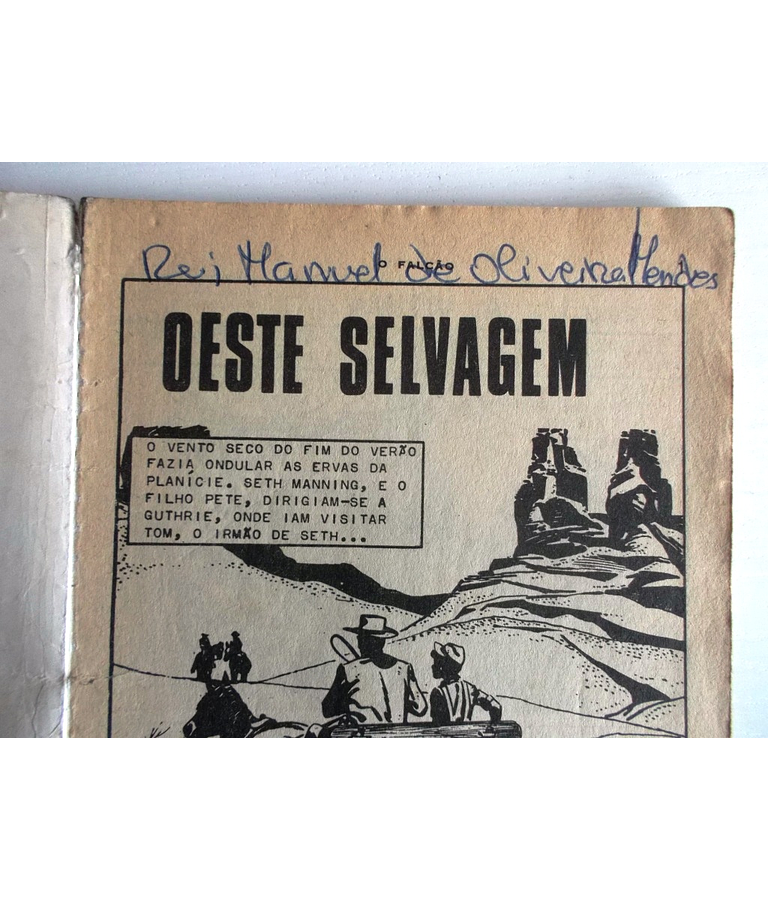 Rui Manuel de Oliveira Mendes
O FALCÃO
OESTE SELVAGEM
O VENTO SECO DO FIM DO VERÃO
FAZIA ONDULAR AS ERVAS DA
PLANÍCIE. SETH MANNING, E O
FILHO PETE, DIRIGIAM-SE A
GUTHRIE, ONDE IAM VISITAR
TOM, O IRMÃO DE SETH...